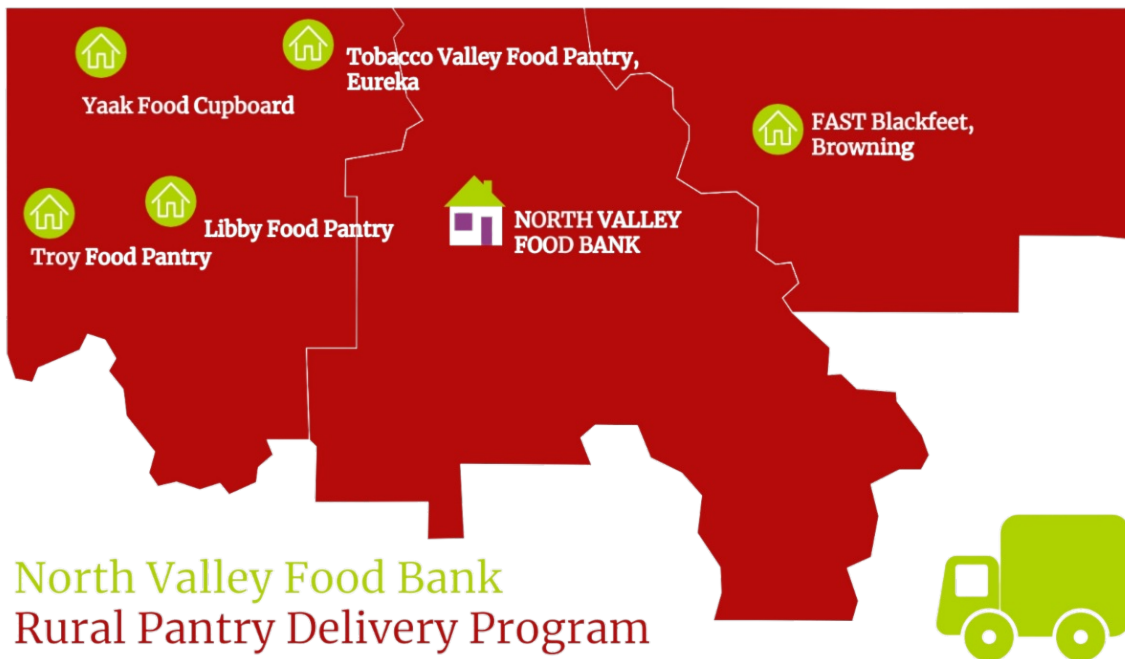 Tobacco Valley Food Pantry,
Eureka
Yaak Food Cupboard
FAST Blackfeet,
Browning
Libby Food Pantry
Troy Food Pantry
NORTH VALLEY
FOOD BANK
North Valley Food Bank
Rural Pantry Delivery Program